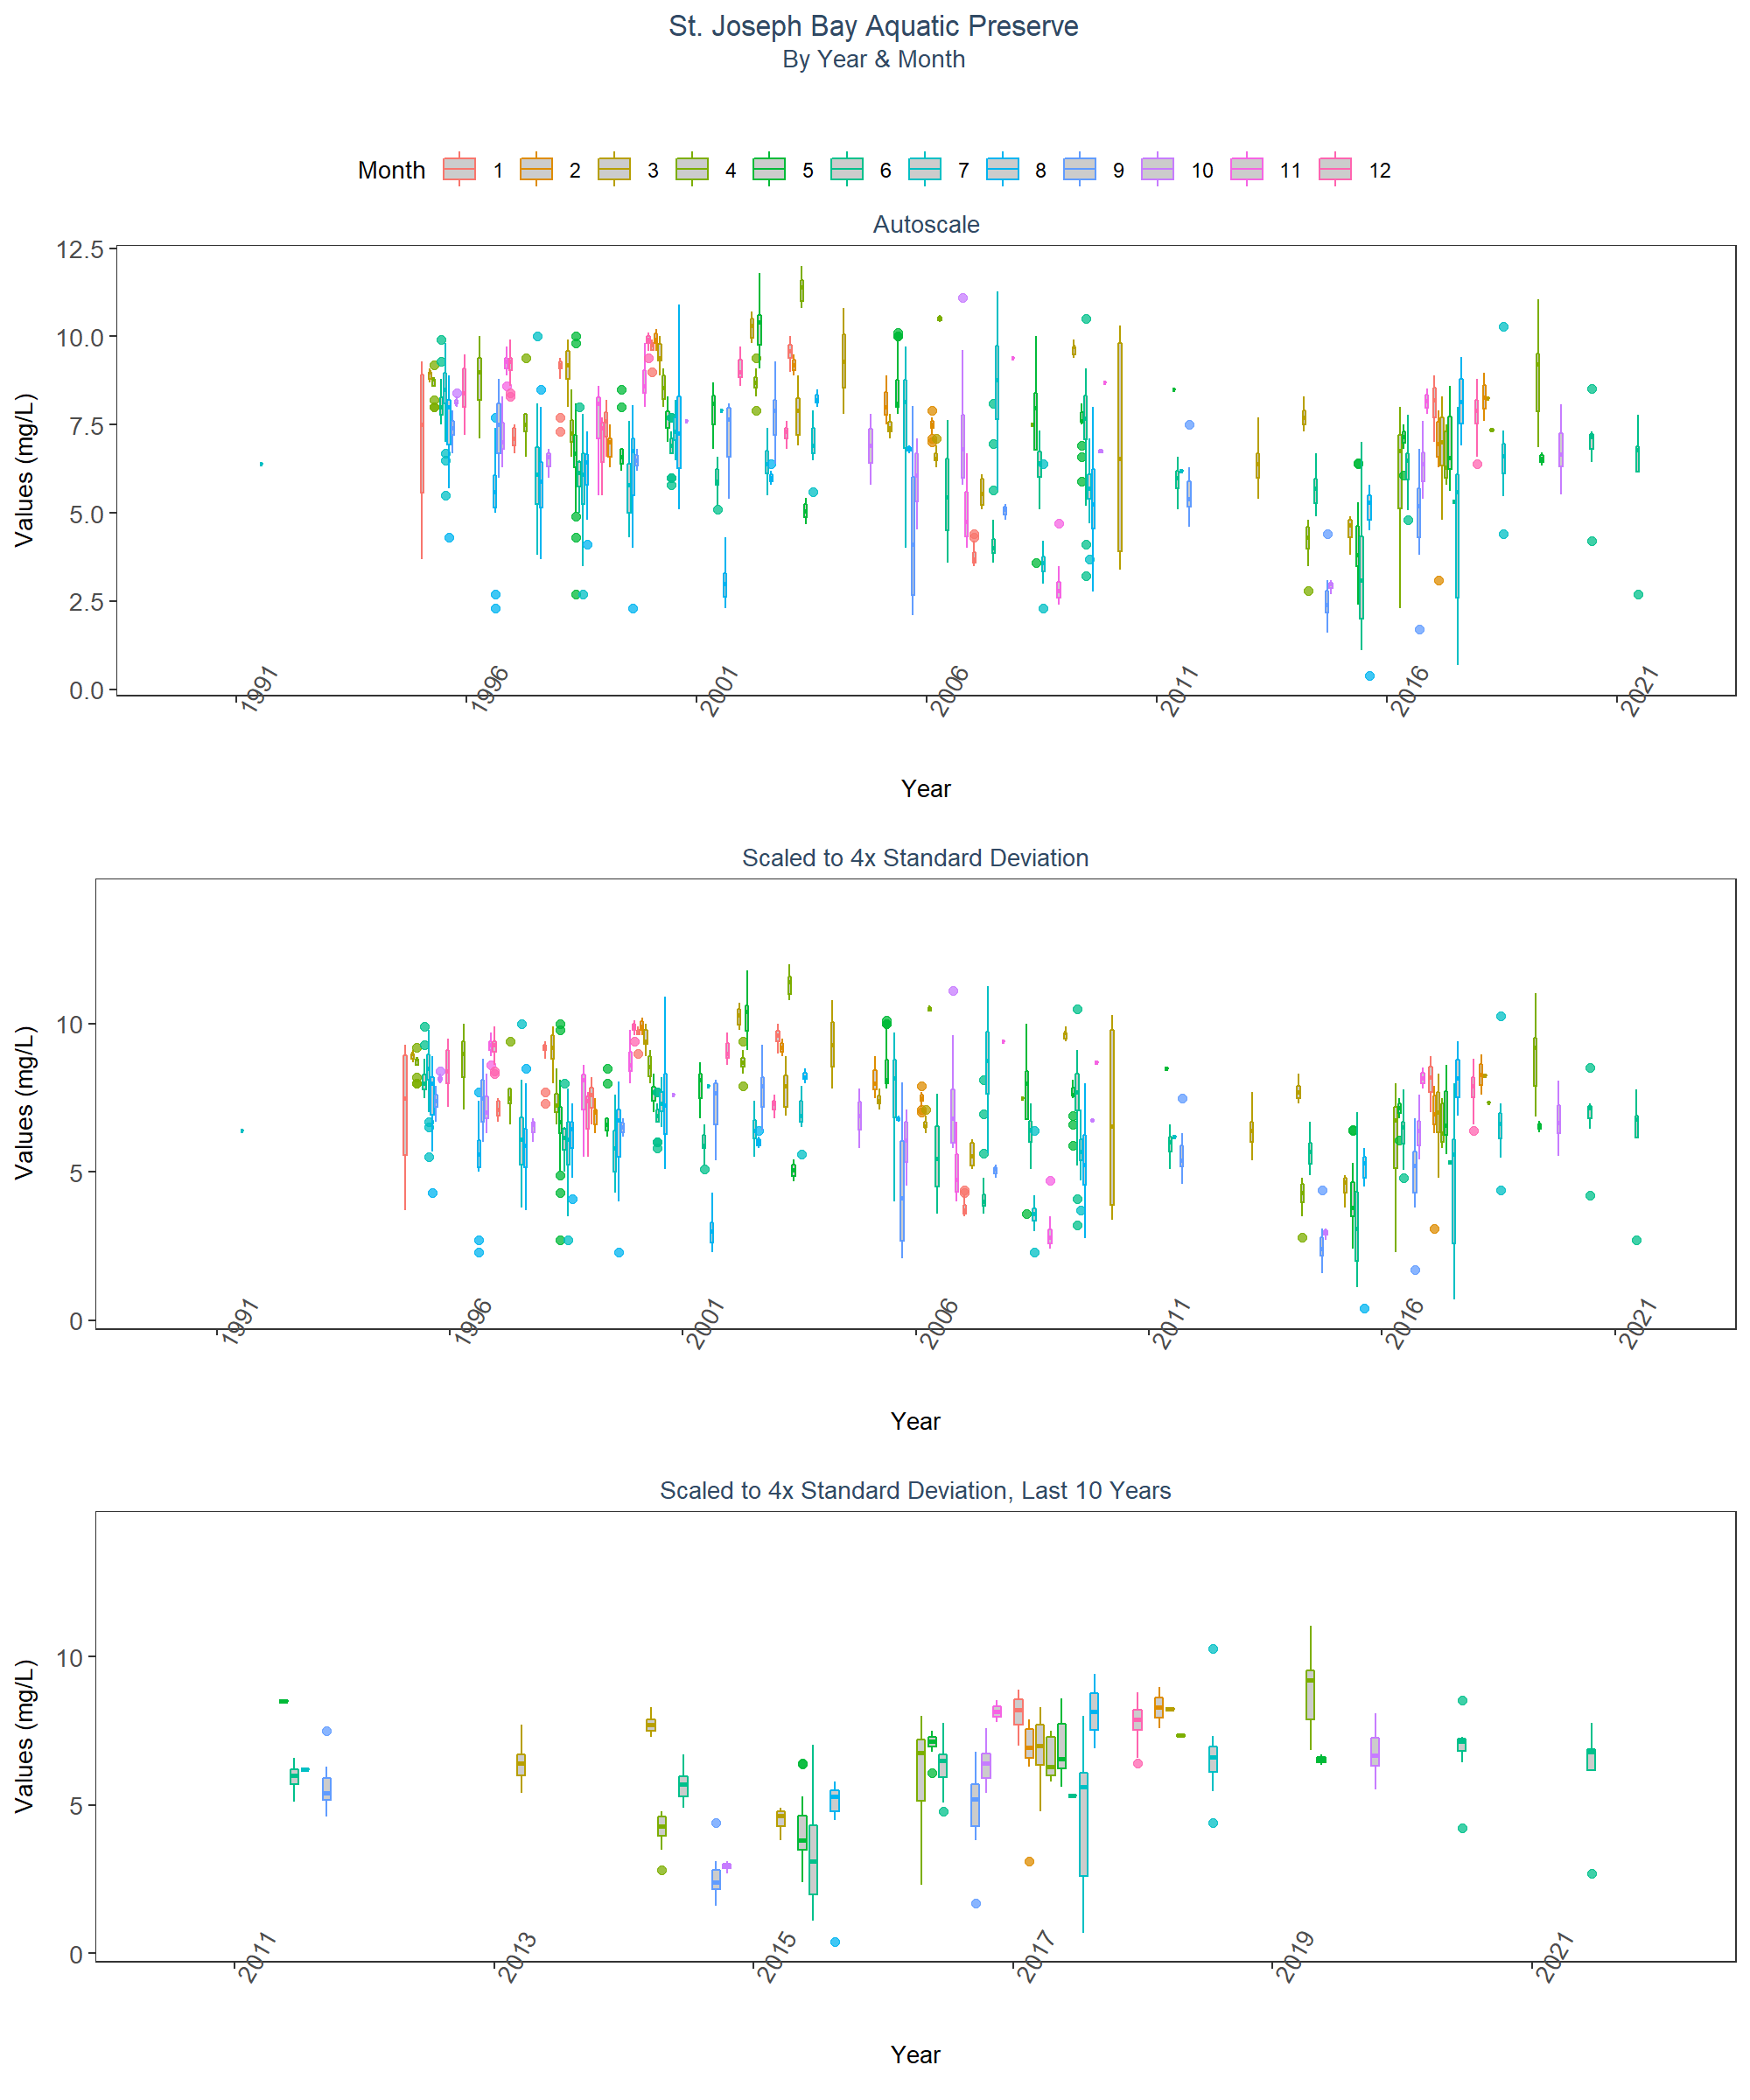 St. Joseph Bay Aquatic Preserve
By Year & Month
Month 1 2 3 4 5 6 7 8 9 10 11 12
Autoscale
Values (mg/L)
12.5
10.0
7.5
5.0
2.5
0.0
1991 1996 2001 2006 2011 2016 2021
Year
Scaled to 4x Standard Deviation
Values (mg/L)
10
5
0
1991 1996 2001 2006 2011 2016 2021
Year
Scaled to 4x Standard Deviation, Last 10 Years
Values (mg/L)
10
5
0
2011 2013 2015 2017 2019 2021
Year